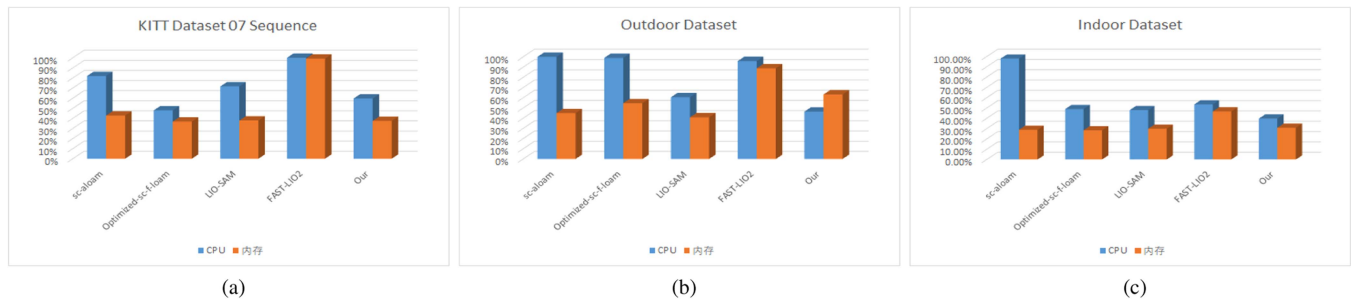 KITT Dataset 07 Sequence
100%
90%
80%
70%
60%
50%
40%
30%
20%
10%
0%
sc-aloam
Optimized-sc-f-loam
LIO-SAM
FAST-LIO2
Our
CPU 内存
(a)
Outdoor Dataset
100%
90%
80%
70%
60%
50%
40%
30%
20%
10%
0%
sc-aloam
Optimized-sc-f-loam
LIO-SAM
FAST-LIO2
Our
CPU 内存
(b)
Indoor Dataset
100.00%
90.00%
80.00%
70.00%
60.00%
50.00%
40.00%
30.00%
20.00%
10.00%
0.00%
sc-aloam
Optimized-sc-f-loam
LIO-SAM
FAST-LIO2
Our
CPU 内存
(c)